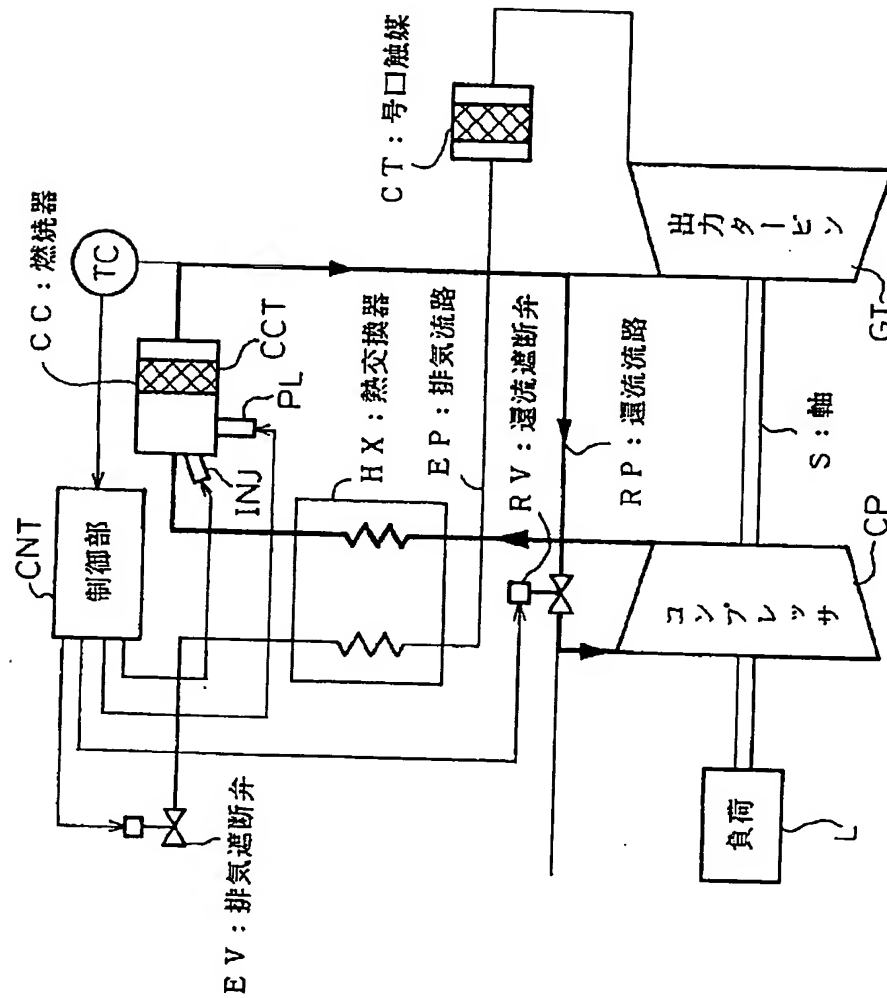 CC:燃焼器
TC
CT:号口触媒
CNT
制御部
CCT
PL
INJ
HX:熱交換器
EP:排気流路
RV:還流遮断弁
RP:還流流路
EV:排気遮断弁
出力タービン
GT
S:軸
コンプレッサ
CP
負荷
L